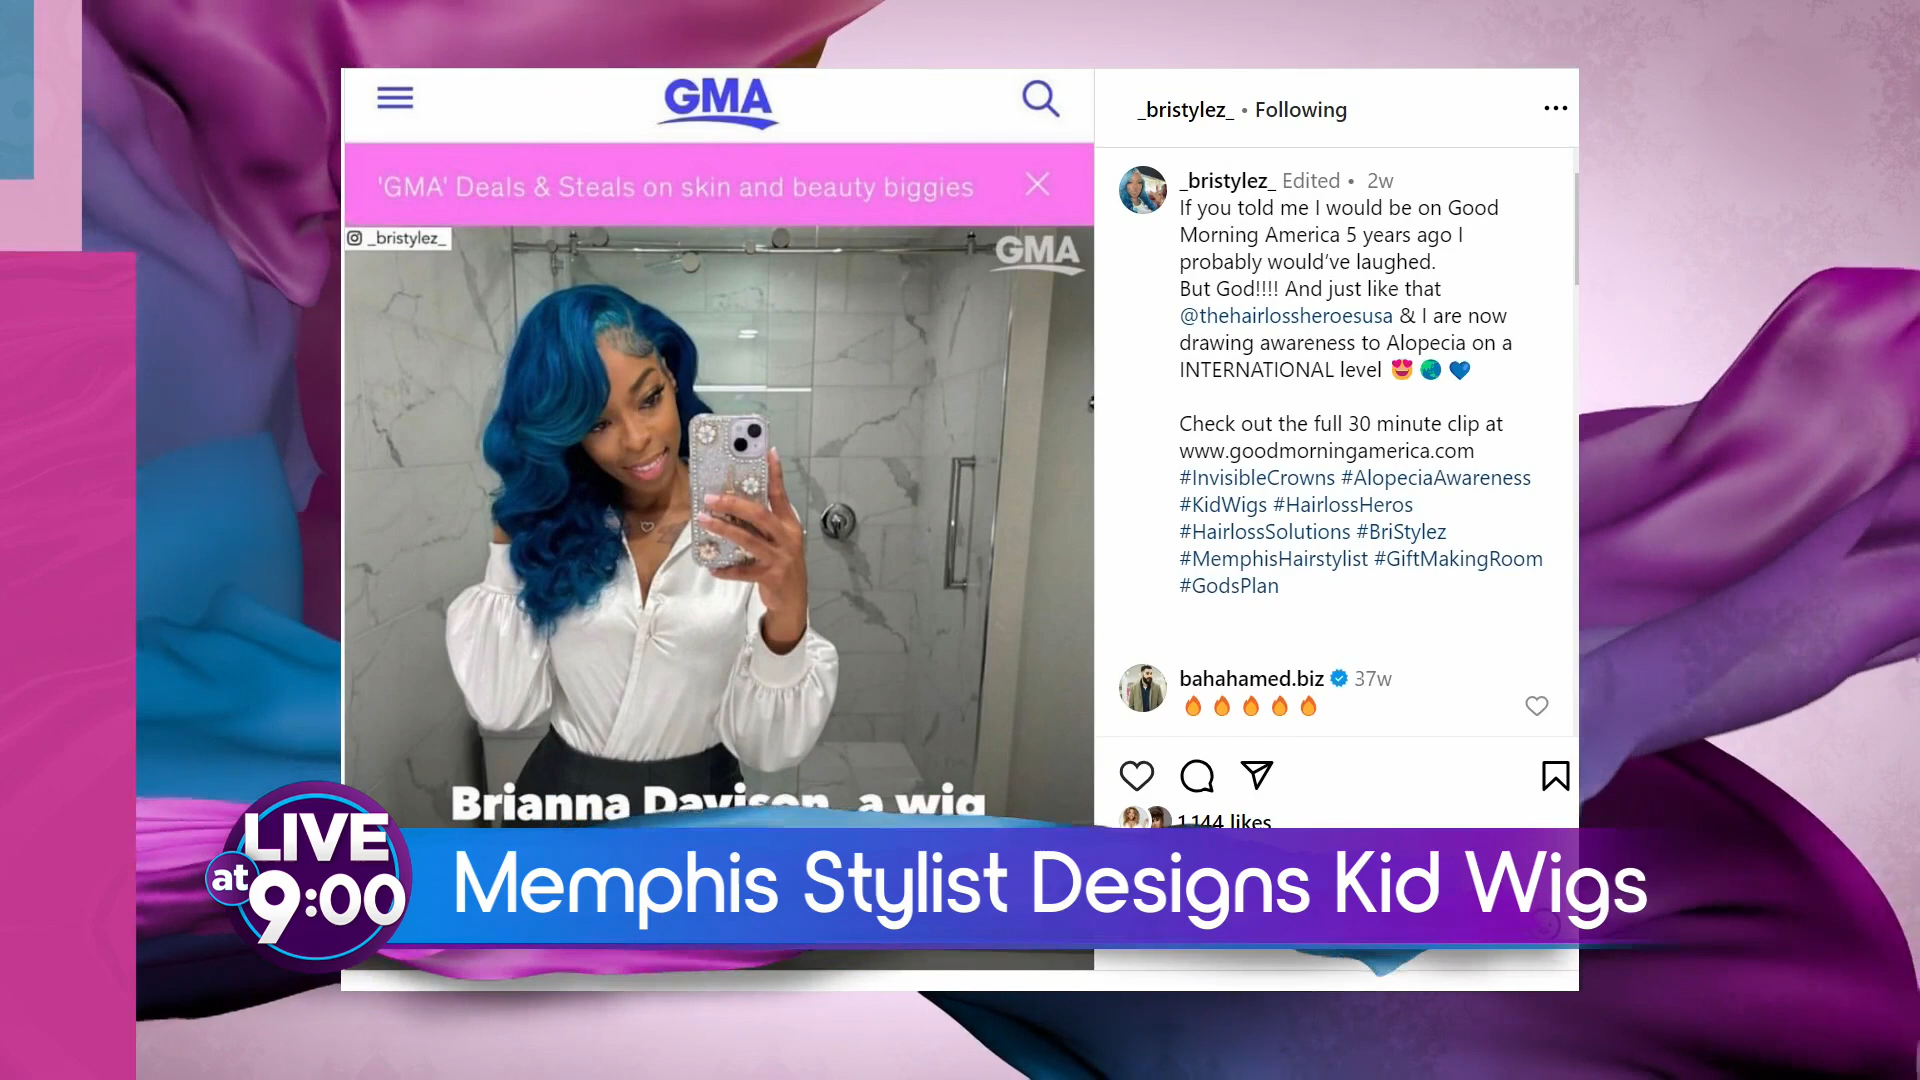 GMA
'GMA' Deals & Steals on skin and beauty biggies
_bristylez_
GMA
Brianna Davison, a wig
_bristylez_ • Following
_bristylez_ Edited • 2w
If you told me I would be on Good
Morning America 5 years ago I
probably would've laughed.
But God!!!! And just like that
@thehairlossheroesusa & I are now
drawing awareness to Alopecia on a
INTERNATIONAL level 😍 🌏 💙
Check out the full 30 minute clip at
www.goodmorningamerica.com
#InvisibleCrowns #AlopeciaAwareness
#KidWigs #HairlossHeros
#HairlossSolutions #BriStylez
#MemphisHairstylist #GiftMakingRoom
#GodsPlan
bahahamed.biz 37w
🔥 🔥 🔥 🔥 🔥
1,144 likes
LIVE
at
9:00
Memphis Stylist Designs Kid Wigs